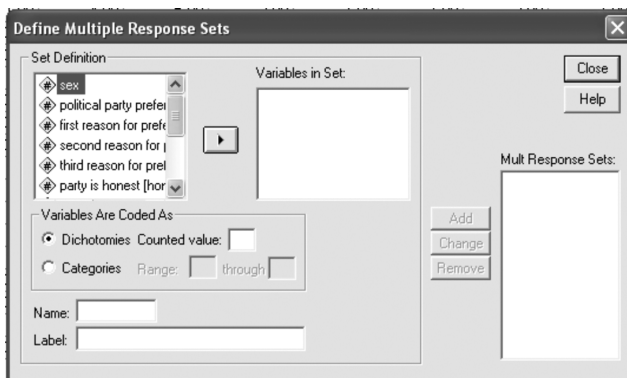 Define Multiple Response Sets
Set Definition
sex
political party prefer
first reason for prefe
second reason for
third reason for pref
party is honest [hor
Variables in Set:
Close
Help
Mult Response Sets:
Variables Are Coded As
Dichotomies Counted value:
Categories Range: through
Add
Change
Remove
Name:
Label: